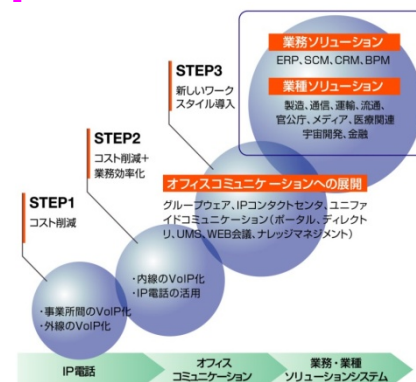 業務ソリューション
ERP、SCM、CRM、BPM
業種ソリューション
製造、通信、運輸、流通、
官公庁、メディア、医療関連
宇宙開発、金融
STEP3
新しいワーク
スタイル導入
STEP2
コスト削減+
業務効率化
オフィスコミュニケーションへの展開
グループウェア、IPコンタクトセンタ、ユニファ
イドコミュニケーション(ポータル、ディレクト
リ、UMS、WEB会議、ナレッジマネジメント)
STEP1
コスト削減
・内線のVoIP化
・IP電話の活用
・事業所間のVoIP化
・外線のVoIP化
IP電話
オフィス
コミュニケーション
業務・業種
ソリューションシステム